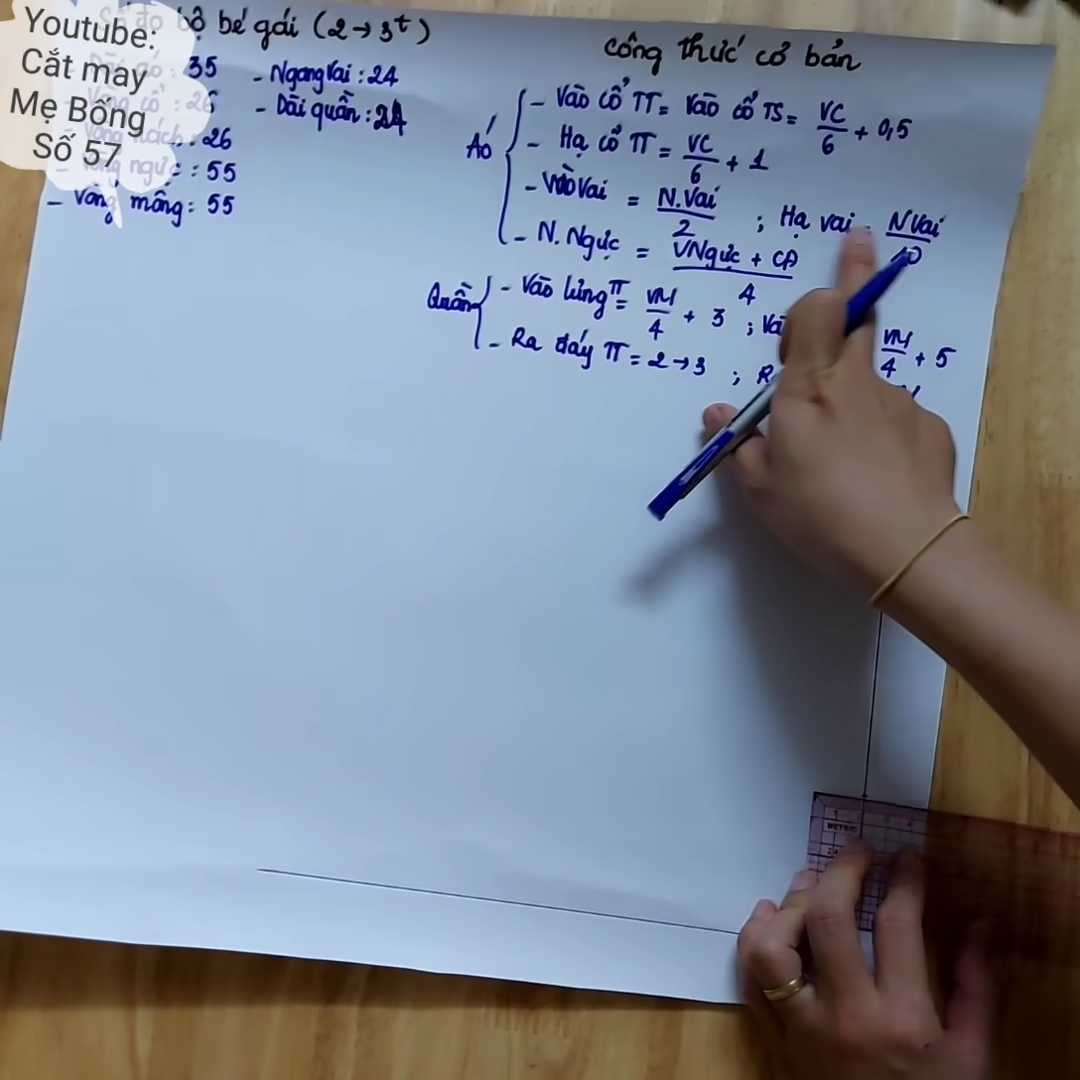 Youtube:
Cắt may
Mẹ Bống
Số 57
bộ bé gái (2→3t)
: 35
- Ngang vai : 24
: 26
- Dài quần : 24
: 26
: 55
- Vòng mông : 55
công thức cơ bản
Áo
- Vào cổ TT = Vào cổ TS = VC/6 + 0,5
- Hạ cổ TT = VC/6 + 1
- Vào Vai = N.Vai/2 ; Hạ vai = NVai/10
- N.Ngực = VNgực + CĐ/4
Quần
- Vào lưng TT = VM/4 + 3 ; Và VM/4 + 5
- Ra đáy TT = 2→3 ; R
METRIC